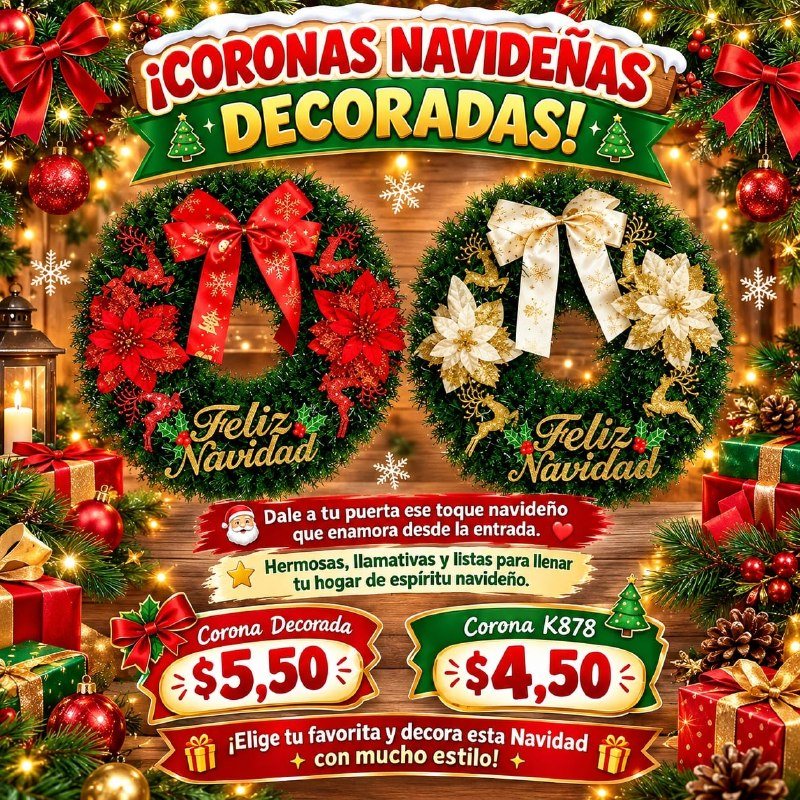 ¡CORONAS NAVIDEÑAS
DECORADAS!
Feliz
Navidad
Feliz
Navidad
Dale a tu puerta ese toque navideño
que enamora desde la entrada.
Hermosas, llamativas y listas para llenar
tu hogar de espíritu navideño.
Corona Decorada
$5,50
Corona K878
$4,50
¡Elige tu favorita y decora esta Navidad
con mucho estilo!